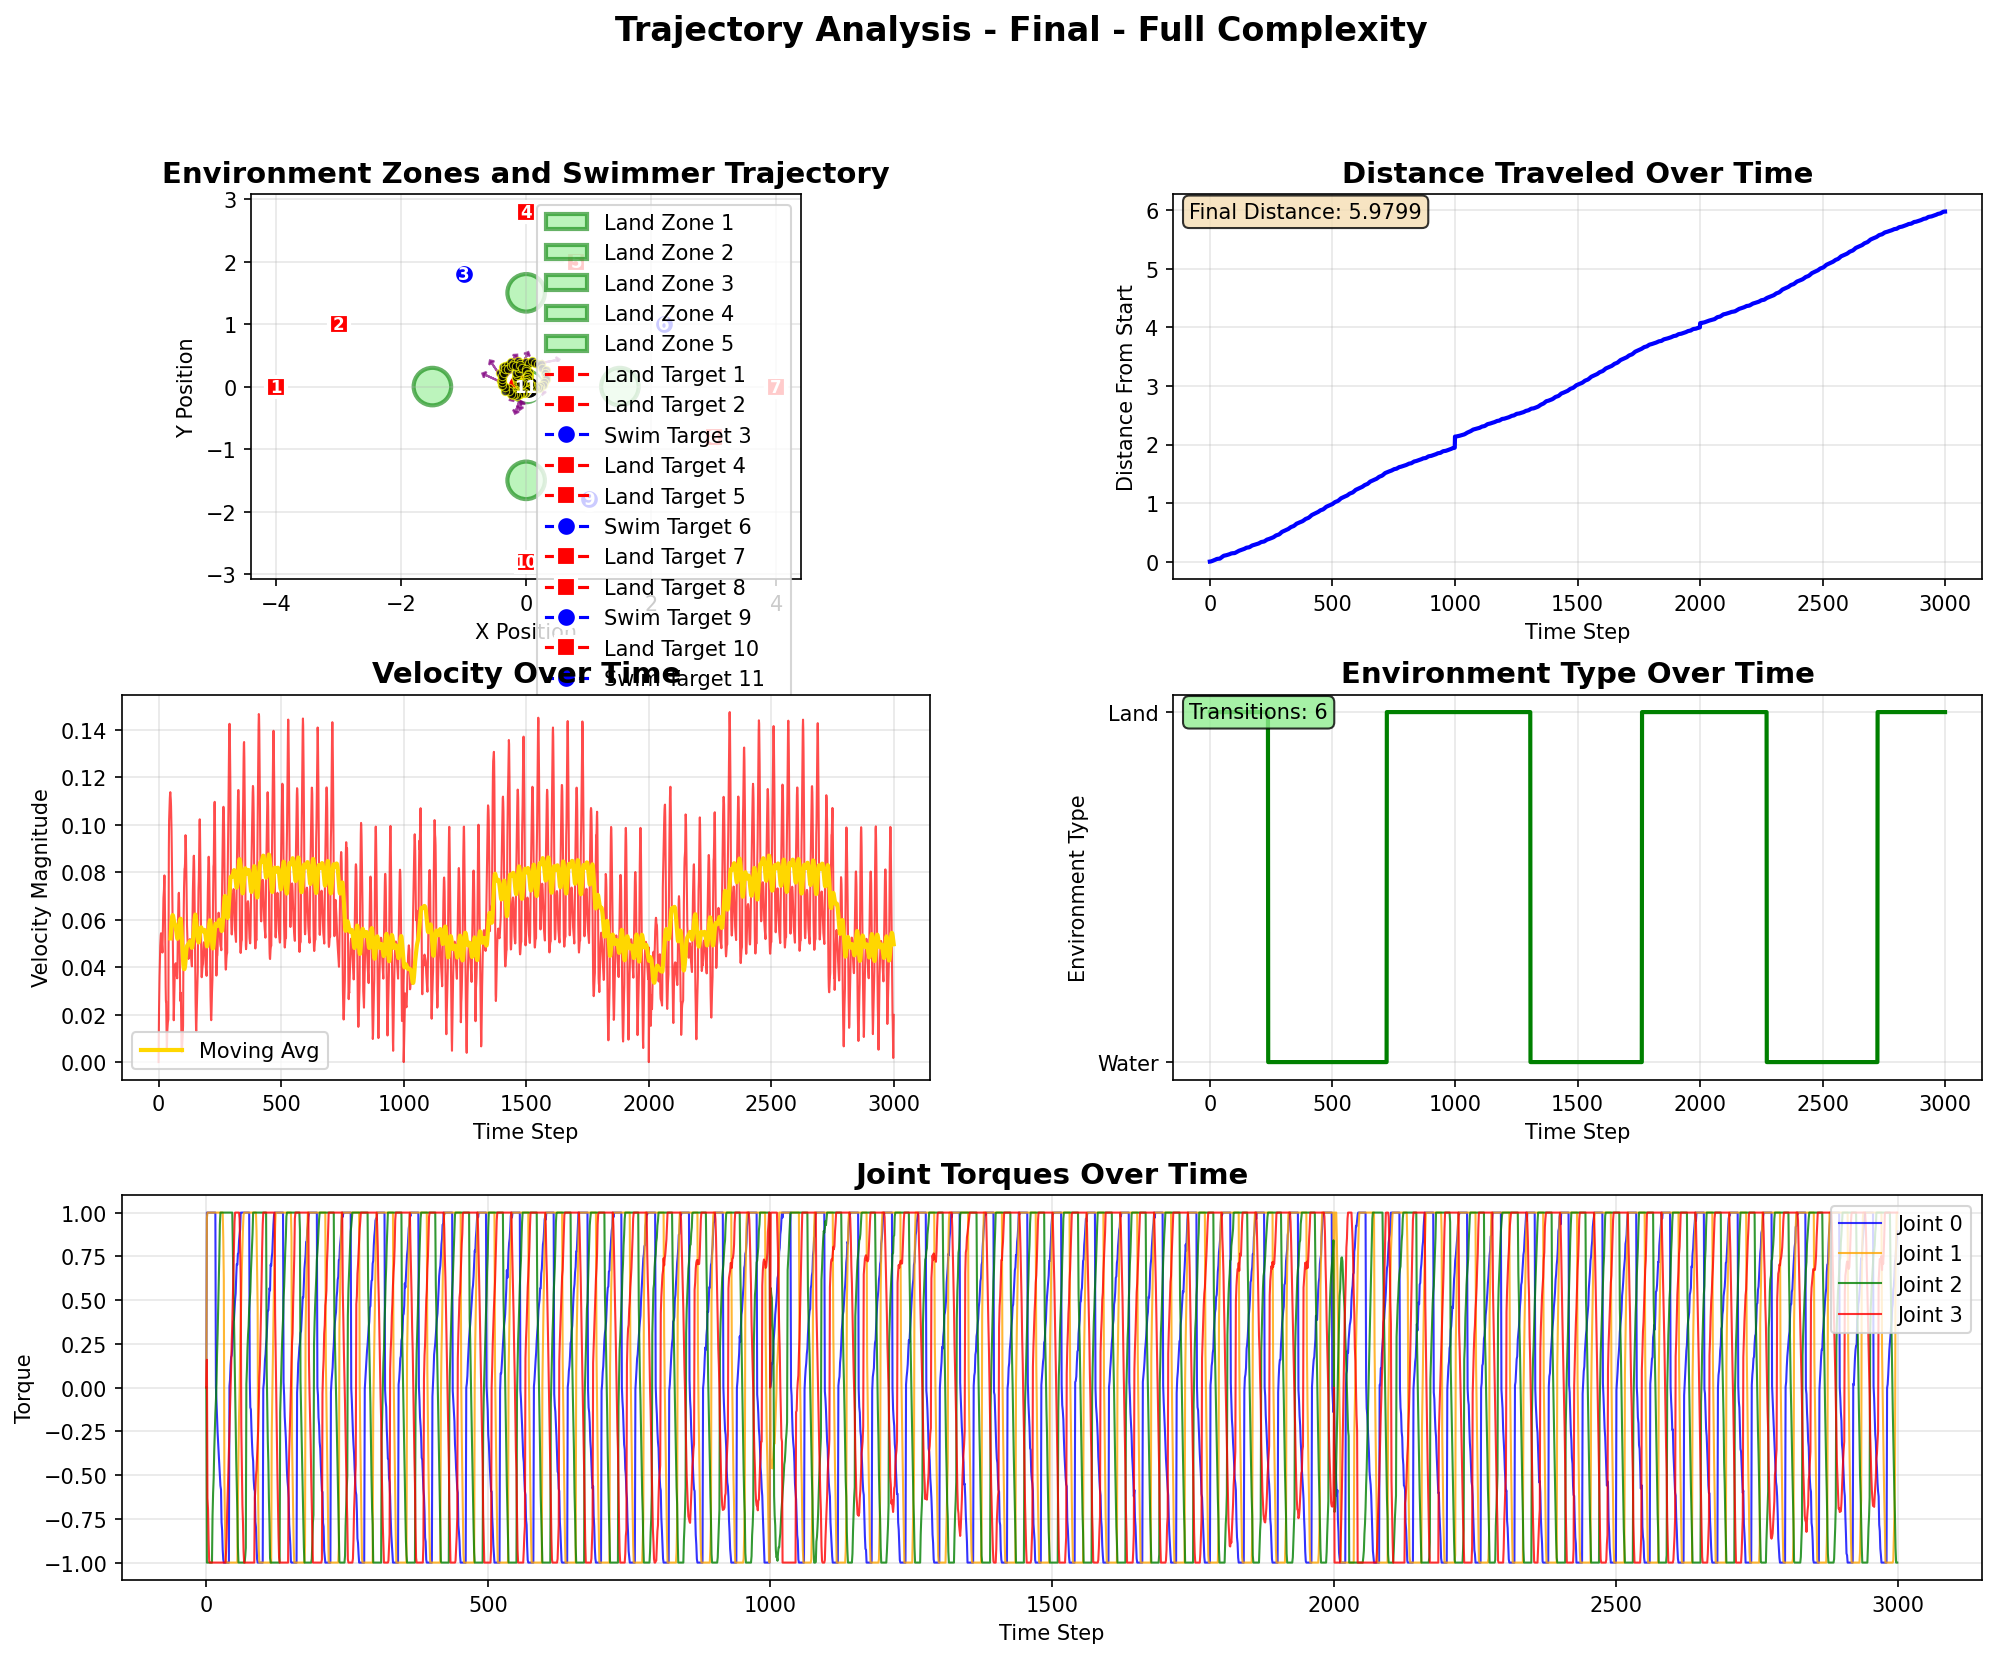 Trajectory Analysis - Final - Full Complexity
Environment Zones and Swimmer Trajectory
3
2
1
0
−1
−2
−3
Y Position
−4
−2
0
2
4
X Position
1
2
3
4
5
6
7
9
10
11
Land Zone 1
Land Zone 2
Land Zone 3
Land Zone 4
Land Zone 5
Land Target 1
Land Target 2
Swim Target 3
Land Target 4
Land Target 5
Swim Target 6
Land Target 7
Land Target 8
Swim Target 9
Land Target 10
Swim Target 11
Distance Traveled Over Time
Final Distance: 5.9799
6
5
4
3
2
1
0
Distance From Start
0
500
1000
1500
2000
2500
3000
Time Step
Velocity Over Time
0.14
0.12
0.10
0.08
0.06
0.04
0.02
0.00
Velocity Magnitude
Moving Avg
0
500
1000
1500
2000
2500
3000
Time Step
Environment Type Over Time
Transitions: 6
Land
Water
Environment Type
0
500
1000
1500
2000
2500
3000
Time Step
Joint Torques Over Time
1.00
0.75
0.50
0.25
0.00
−0.25
−0.50
−0.75
−1.00
Torque
Joint 0
Joint 1
Joint 2
Joint 3
0
500
1000
1500
2000
2500
3000
Time Step